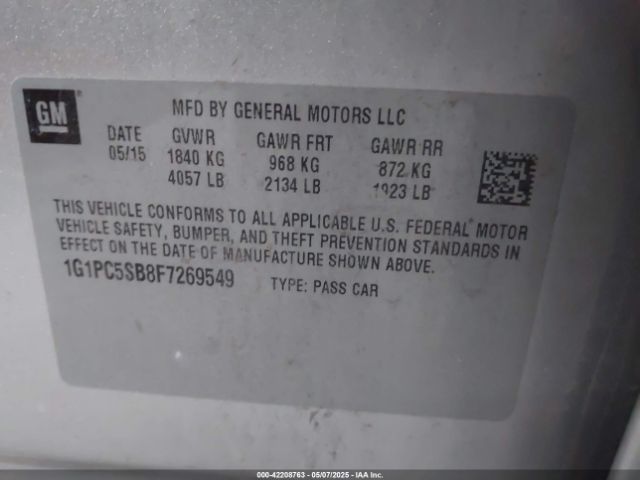 GM
MFD BY GENERAL MOTORS LLC
DATE GVWR GAWR FRT GAWR RR
05/15 1840 KG 968 KG 872 KG
4057 LB 2134 LB 1923 LB
THIS VEHICLE CONFORMS TO ALL APPLICABLE U.S. FEDERAL MOTOR
VEHICLE SAFETY, BUMPER, AND THEFT PREVENTION STANDARDS IN
EFFECT ON THE DATE OF MANUFACTURE SHOWN ABOVE.
1G1PC5SB8F7269549 TYPE: PASS CAR
000-42208763 - 05/07/2025 - IAA Inc.